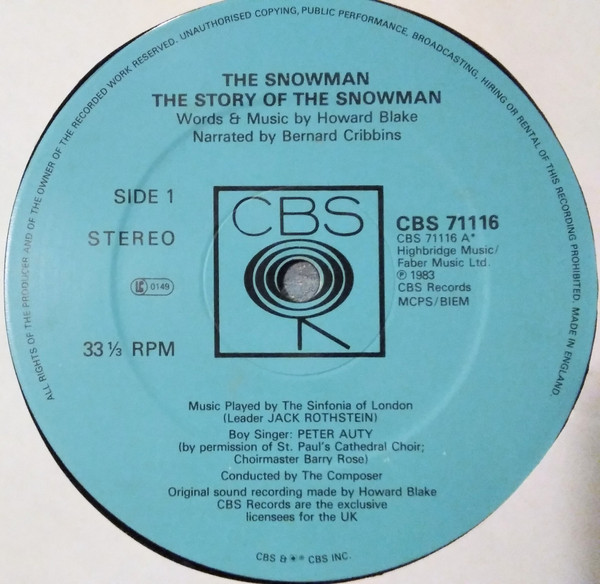 ALL RIGHTS OF THE PRODUCER AND OF THE OWNER OF THE RECORDED WORK RESERVED. UNAUTHORISED COPYING, PUBLIC PERFORMANCE, BROADCASTING, HIRING OR RENTAL OF THIS RECORDING PROHIBITED. MADE IN ENGLAND.
THE SNOWMAN
THE STORY OF THE SNOWMAN
Words & Music by Howard Blake
Narrated by Bernard Cribbins
SIDE 1
STEREO
LC 0149
33 ⅓ RPM
CBS
CBS 71116
CBS 71116 A*
Highbridge Music/
Faber Music Ltd.
℗ 1983
CBS Records
MCPS/BIEM
Music Played by The Sinfonia of London
(Leader JACK ROTHSTEIN)
Boy Singer: PETER AUTY
(by permission of St. Paul's Cathedral Choir;
Choirmaster Barry Rose)
Conducted by The Composer
Original sound recording made by Howard Blake
CBS Records are the exclusive
licensees for the UK
CBS & ® CBS INC.